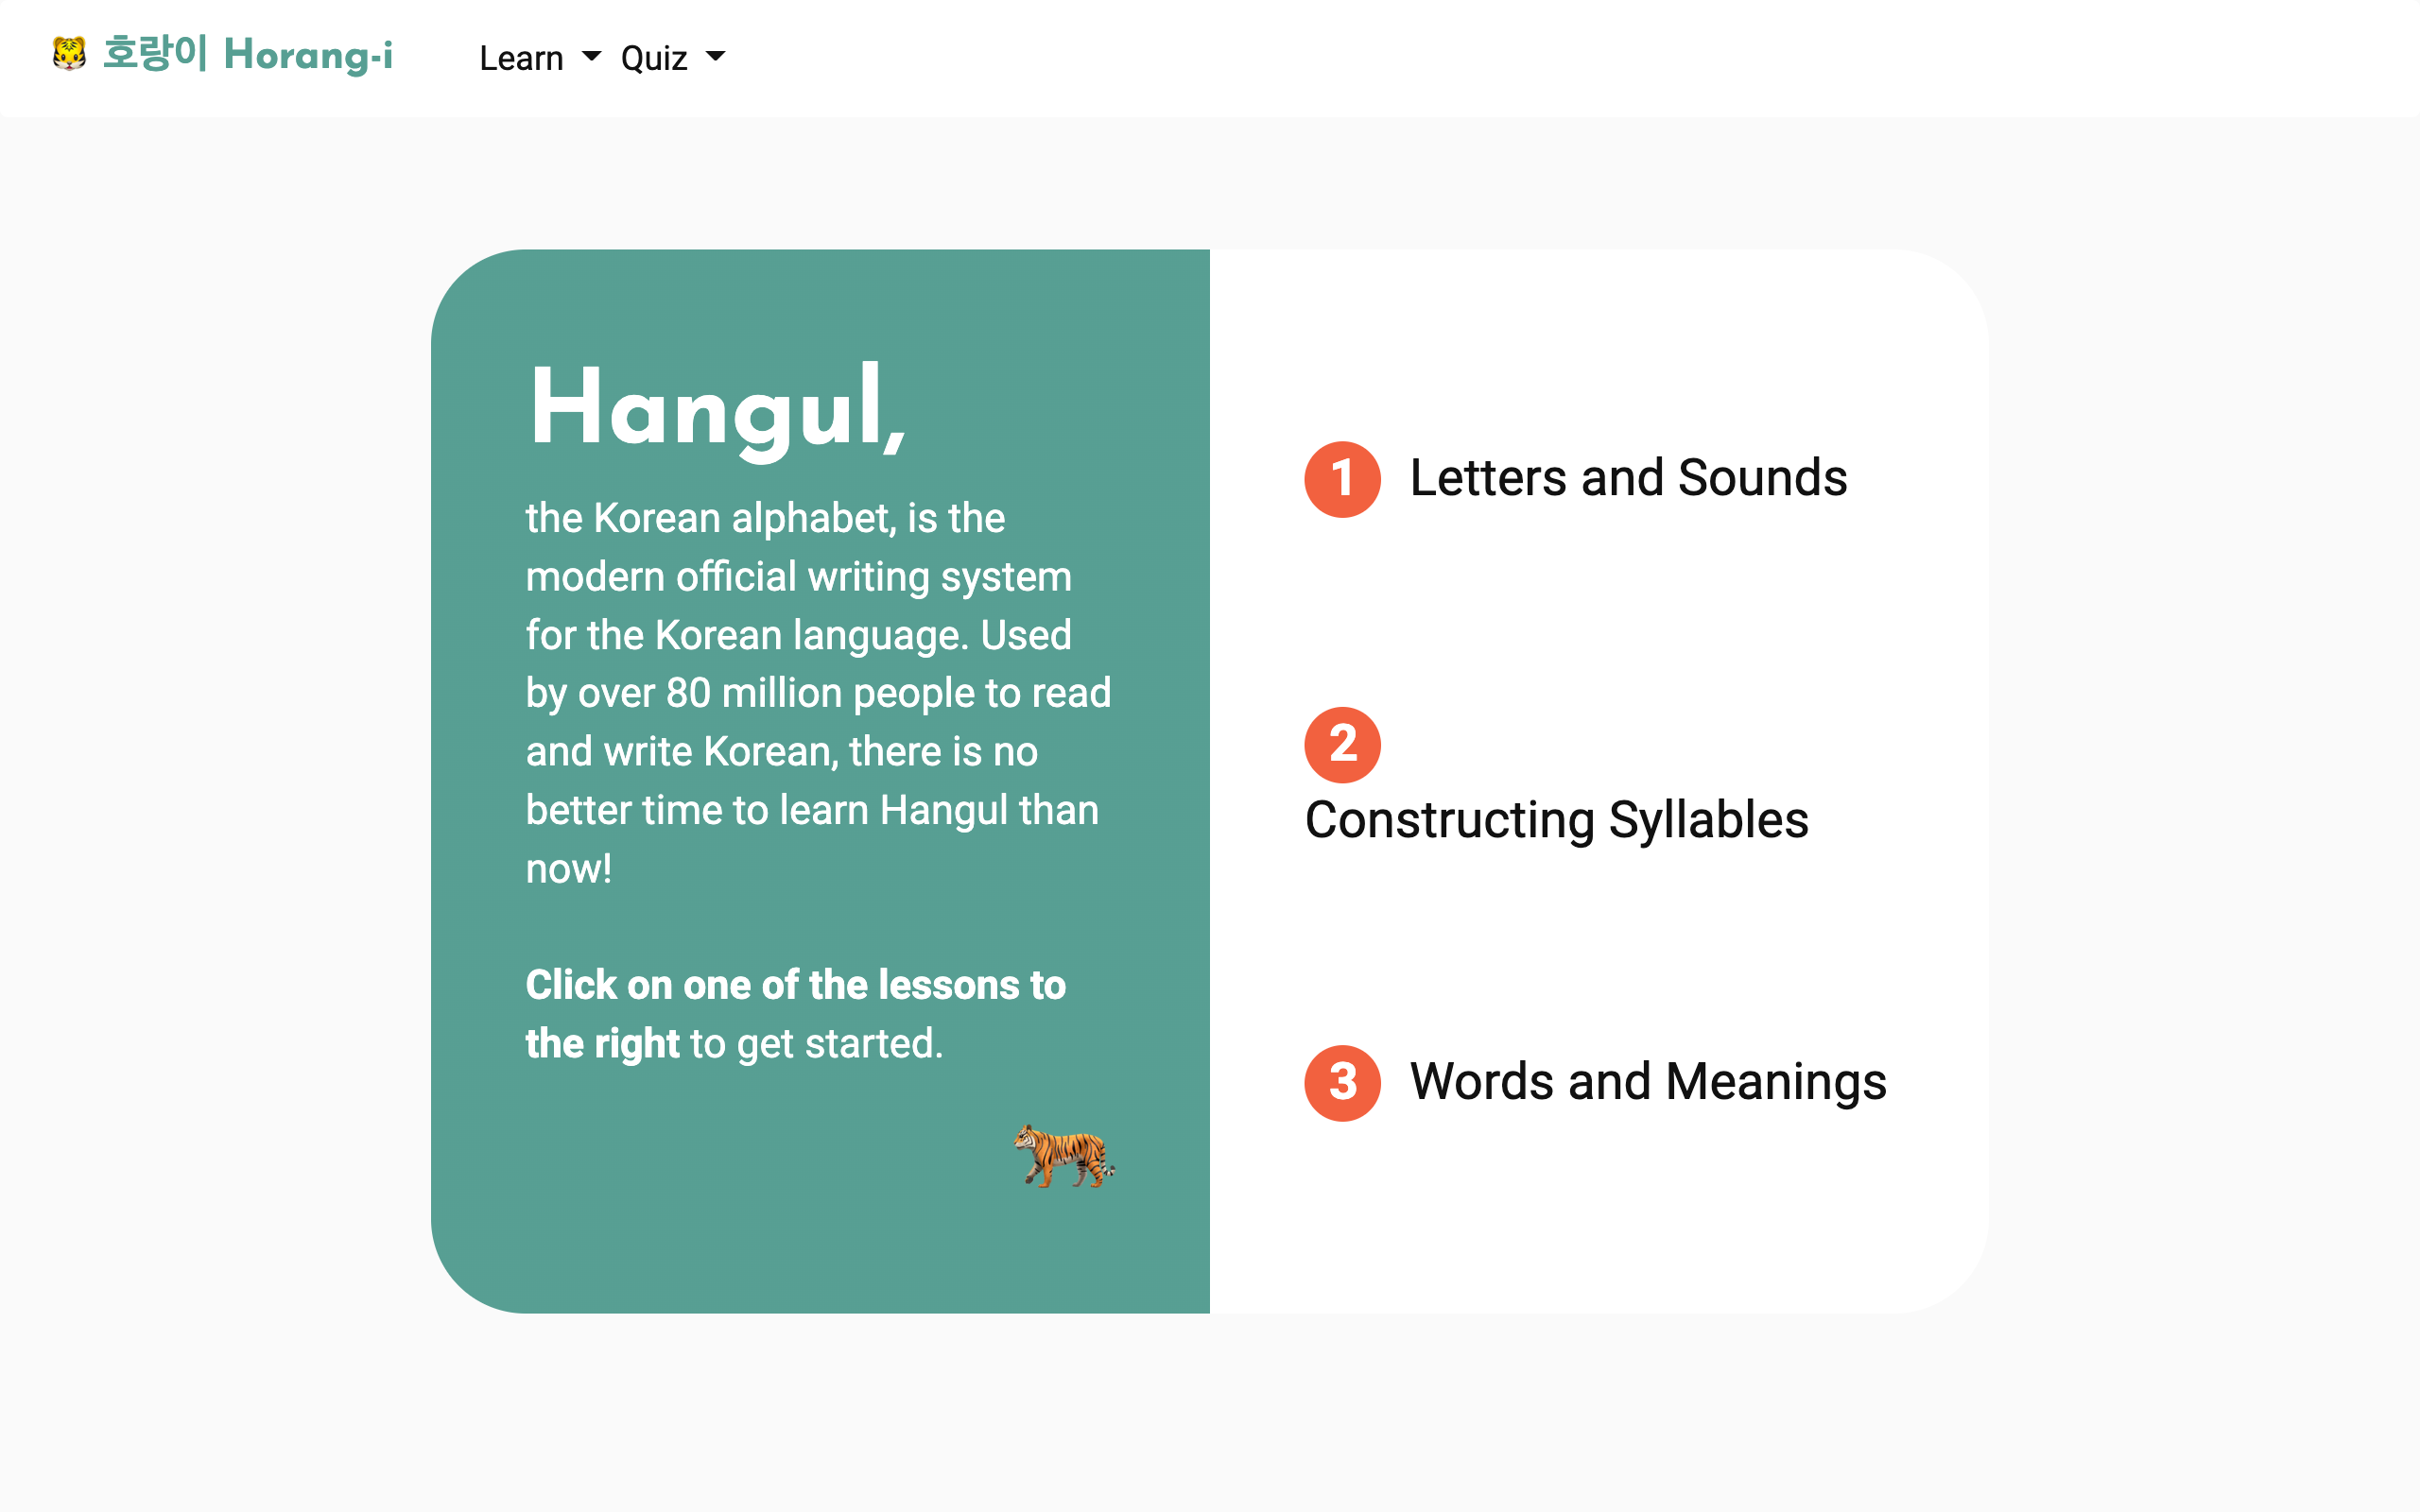 호랑이 Horang-i
Learn Quiz
Hangul,
the Korean alphabet, is the
modern official writing system
for the Korean language. Used
by over 80 million people to read
and write Korean, there is no
better time to learn Hangul than
now!
Click on one of the lessons to
the right to get started.
1 Letters and Sounds
2
Constructing Syllables
3 Words and Meanings